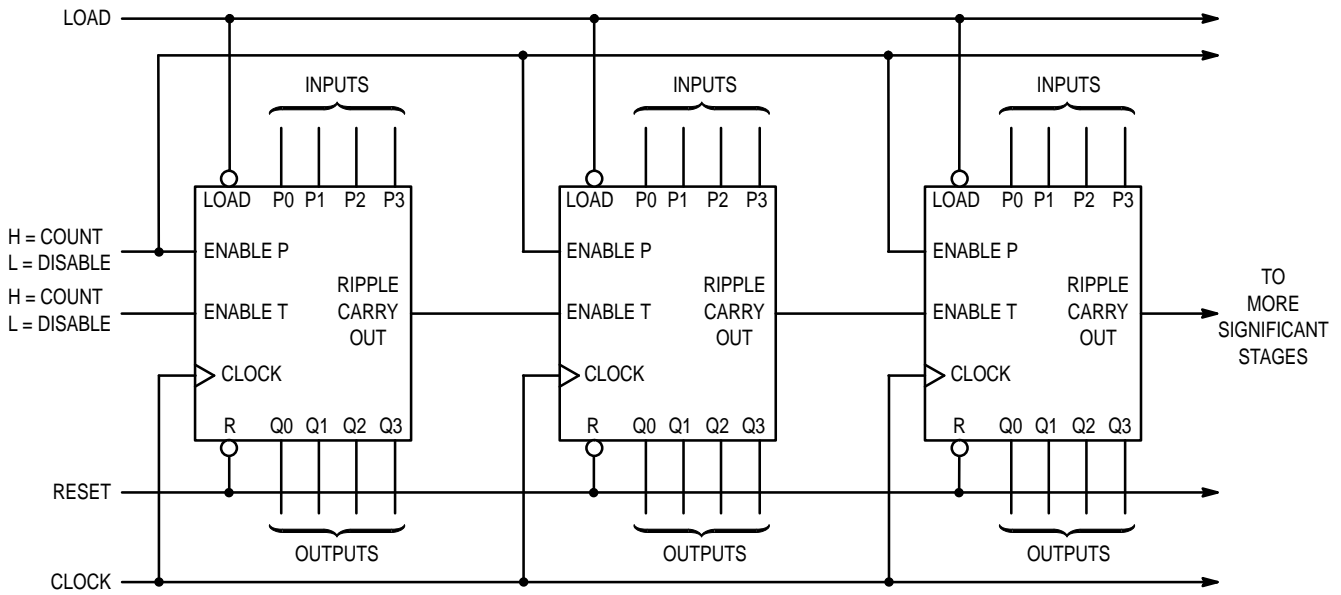 LOAD
INPUTS
INPUTS
INPUTS
LOAD P0 P1 P2 P3
LOAD P0 P1 P2 P3
LOAD P0 P1 P2 P3
H = COUNT
L = DISABLE
ENABLE P
ENABLE P
ENABLE P
H = COUNT
L = DISABLE
ENABLE T
RIPPLE
CARRY
OUT
ENABLE T
RIPPLE
CARRY
OUT
ENABLE T
RIPPLE
CARRY
OUT
TO
MORE
SIGNIFICANT
STAGES
CLOCK
CLOCK
CLOCK
R Q0 Q1 Q2 Q3
R Q0 Q1 Q2 Q3
R Q0 Q1 Q2 Q3
RESET
OUTPUTS
OUTPUTS
OUTPUTS
CLOCK